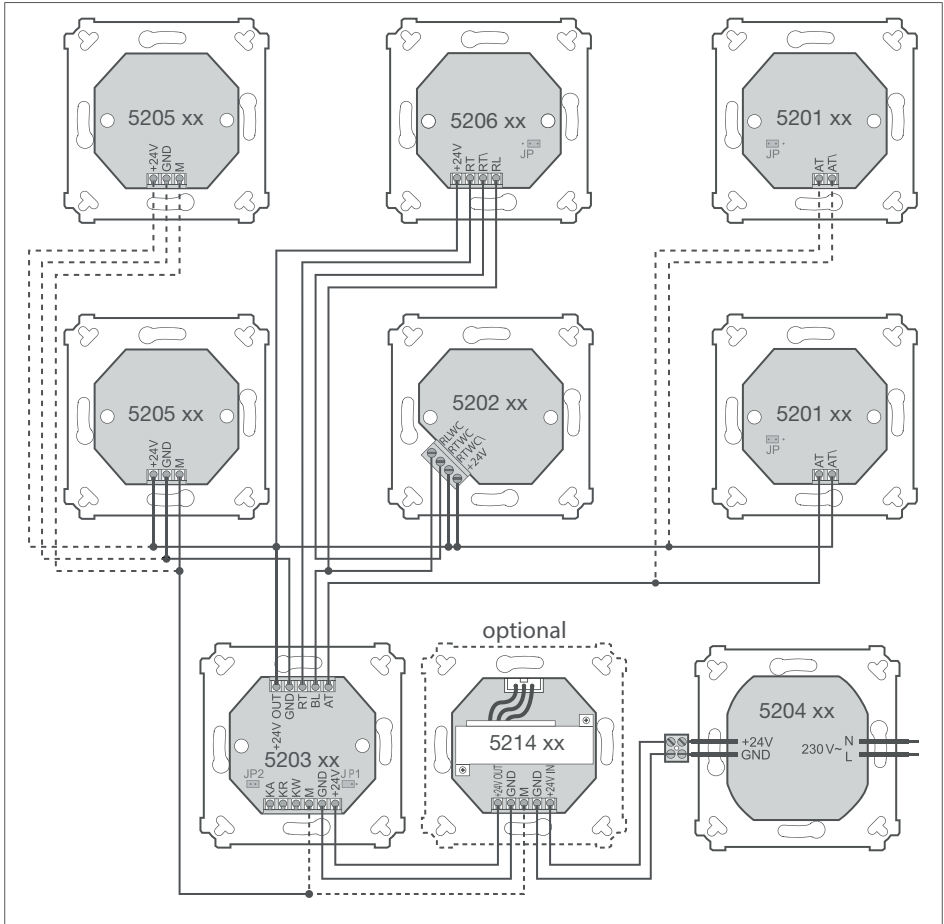 5205 xx
+24V
GND
M
5206 xx
JP
+24V
RT
RT\
RL
5201 xx
JP
AT
AT\
5205 xx
+24V
GND
M
5202 xx
RLWC
RTWC
RTWC\
+24V
5201 xx
JP
AT
AT\
optional
+24V OUT
GND
RT
BL
AT
5203 xx
JP2
JP1
KA
KR
KW
M
GND
+24V
5214 xx
+24V OUT
GND
M
GND
+24V IN
5204 xx
+24V
GND
230 V~
N
L